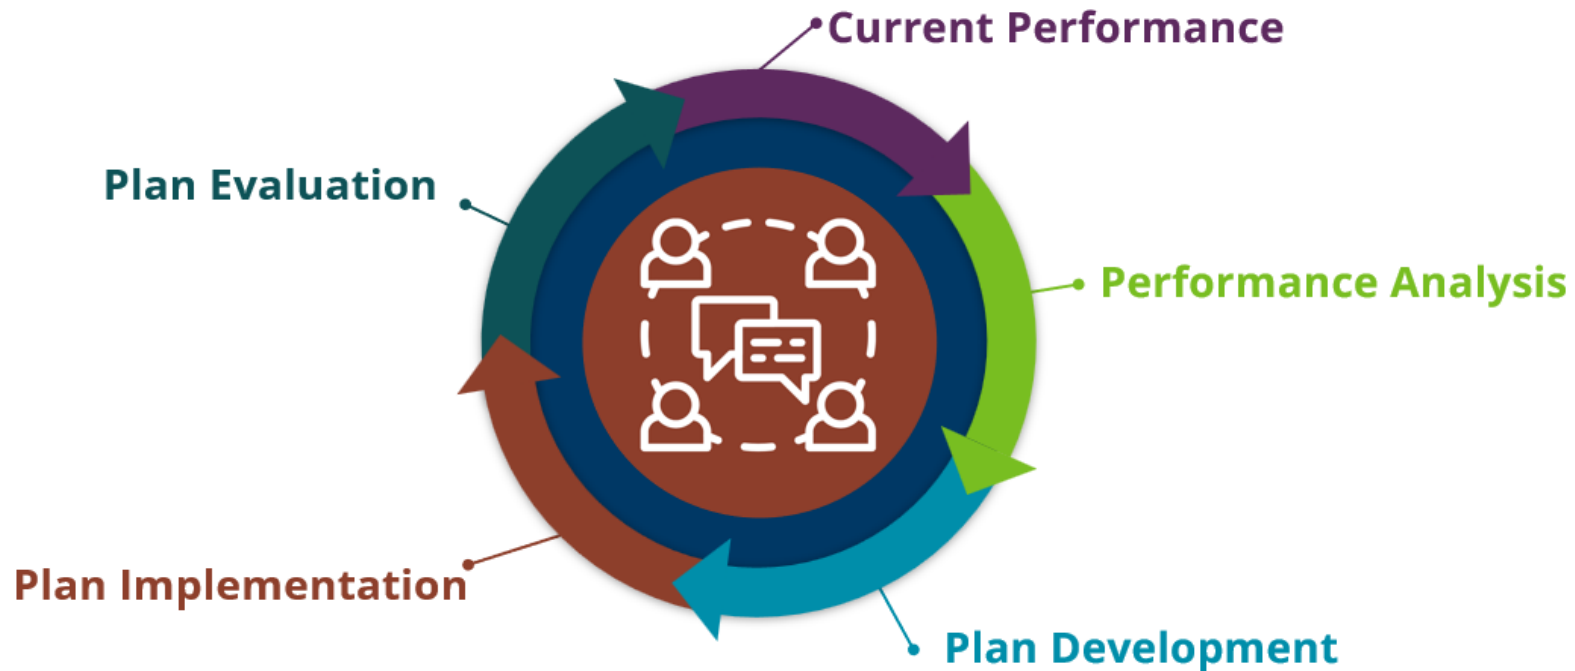 Current Performance
Plan Evaluation
Performance Analysis
Plan Implementation
Plan Development